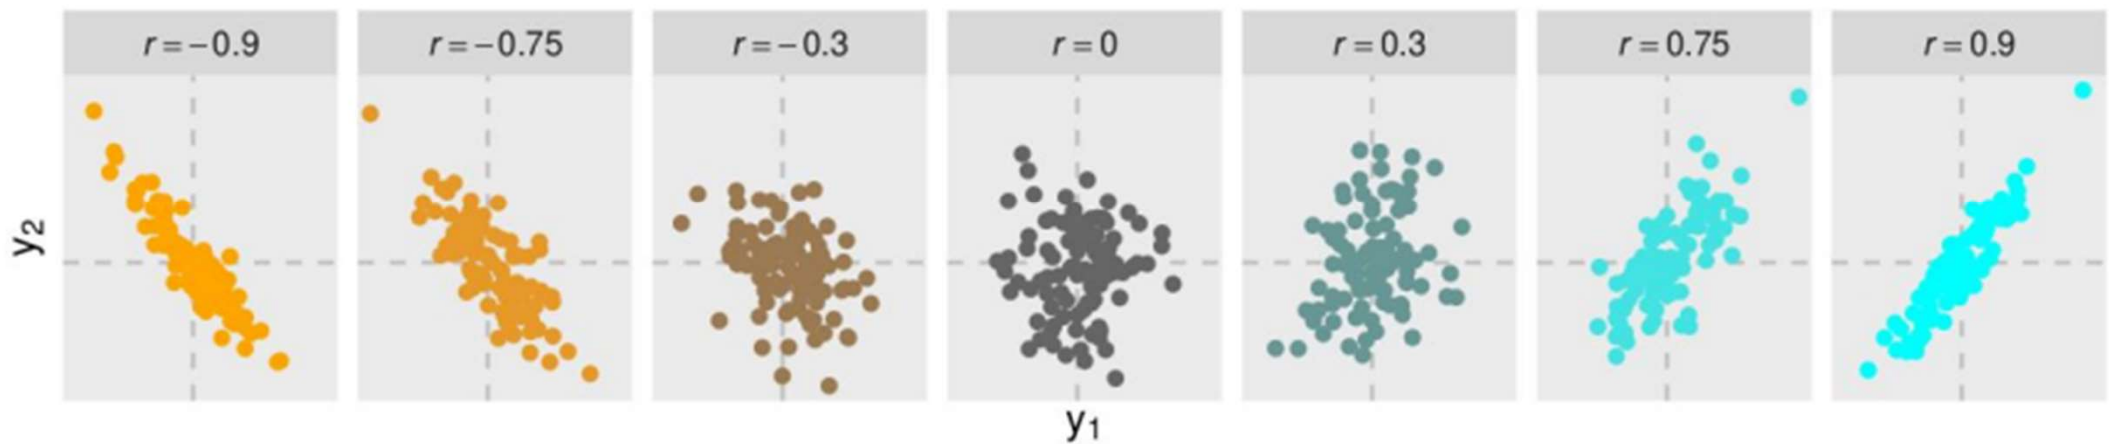 r = −0.9
r = −0.75
r = −0.3
r = 0
r = 0.3
r = 0.75
r = 0.9
y₂
y₁